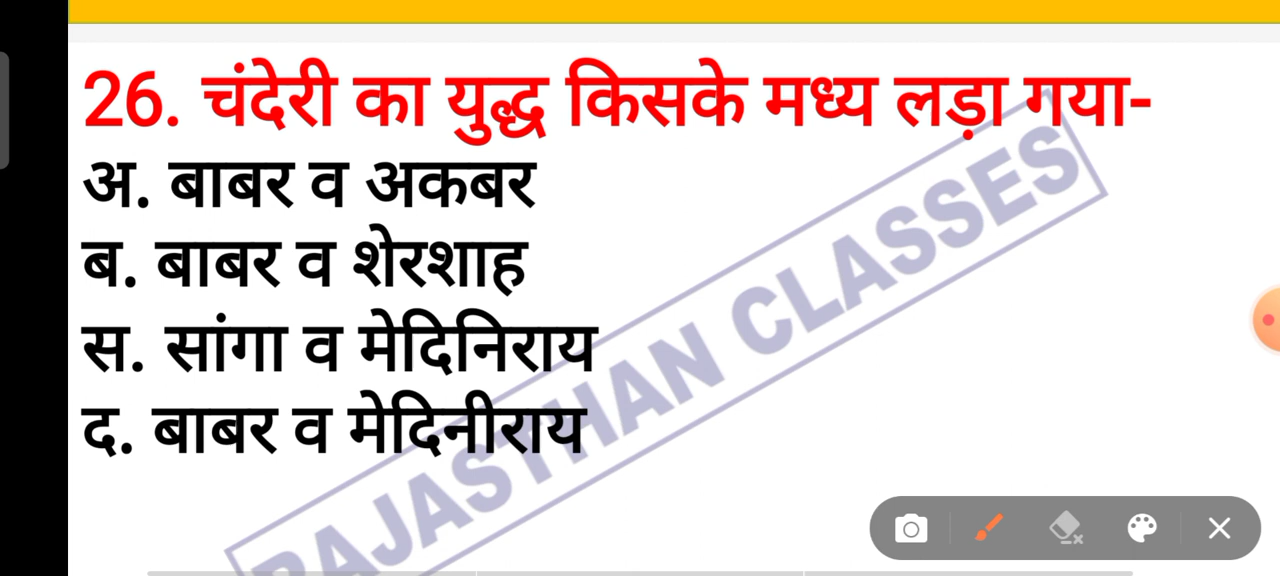 26. चंदेरी का युद्ध किसके मध्य लड़ा गया-
अ. बाबर व अकबर
ब. बाबर व शेरशाह
स. सांगा व मेदिनिराय
द. बाबर व मेदिनीराय
RAJASTHAN CLASSES